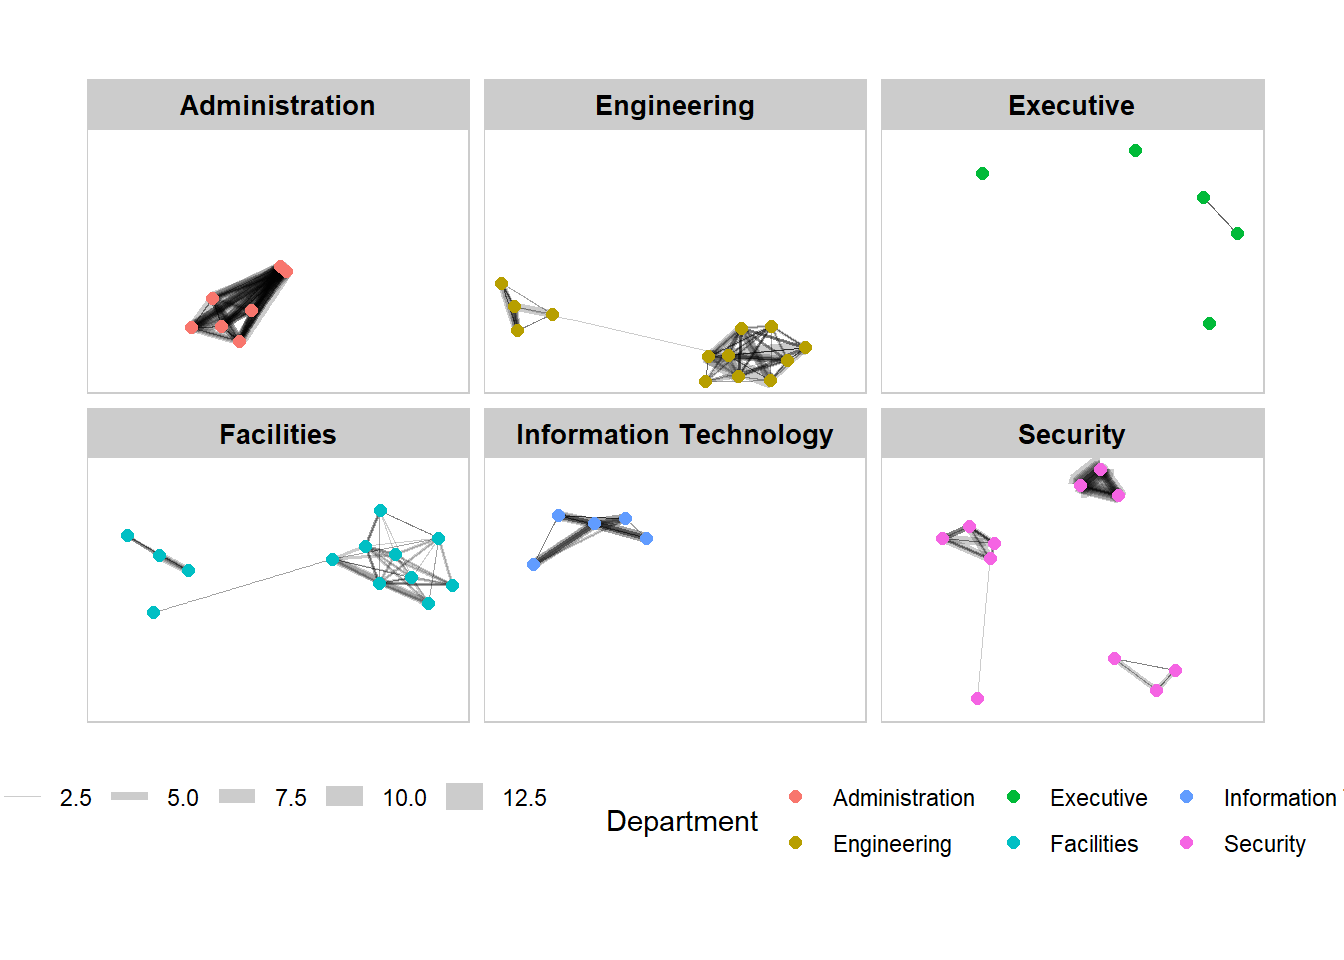 Administration
Engineering
Executive
Facilities
Information Technology
Security
2.5
5.0
7.5
10.0
12.5
Department
Administration
Executive
Information
Engineering
Facilities
Security